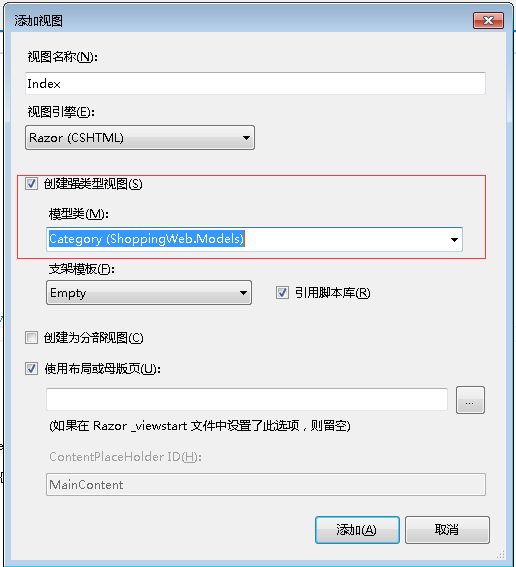 添加视图
视图名称(N):
Index
视图引擎(E):
Razor (CSHTML)
创建强类型视图(S)
模型类(M):
Category (ShoppingWeb.Models)
支架模板(F):
Empty
引用脚本库(R)
创建为分部视图(C)
使用布局或母版页(U):
...
(如果在 Razor _viewstart 文件中设置了此选项，则留空)
ContentPlaceHolder ID(H):
MainContent
添加(A)
取消